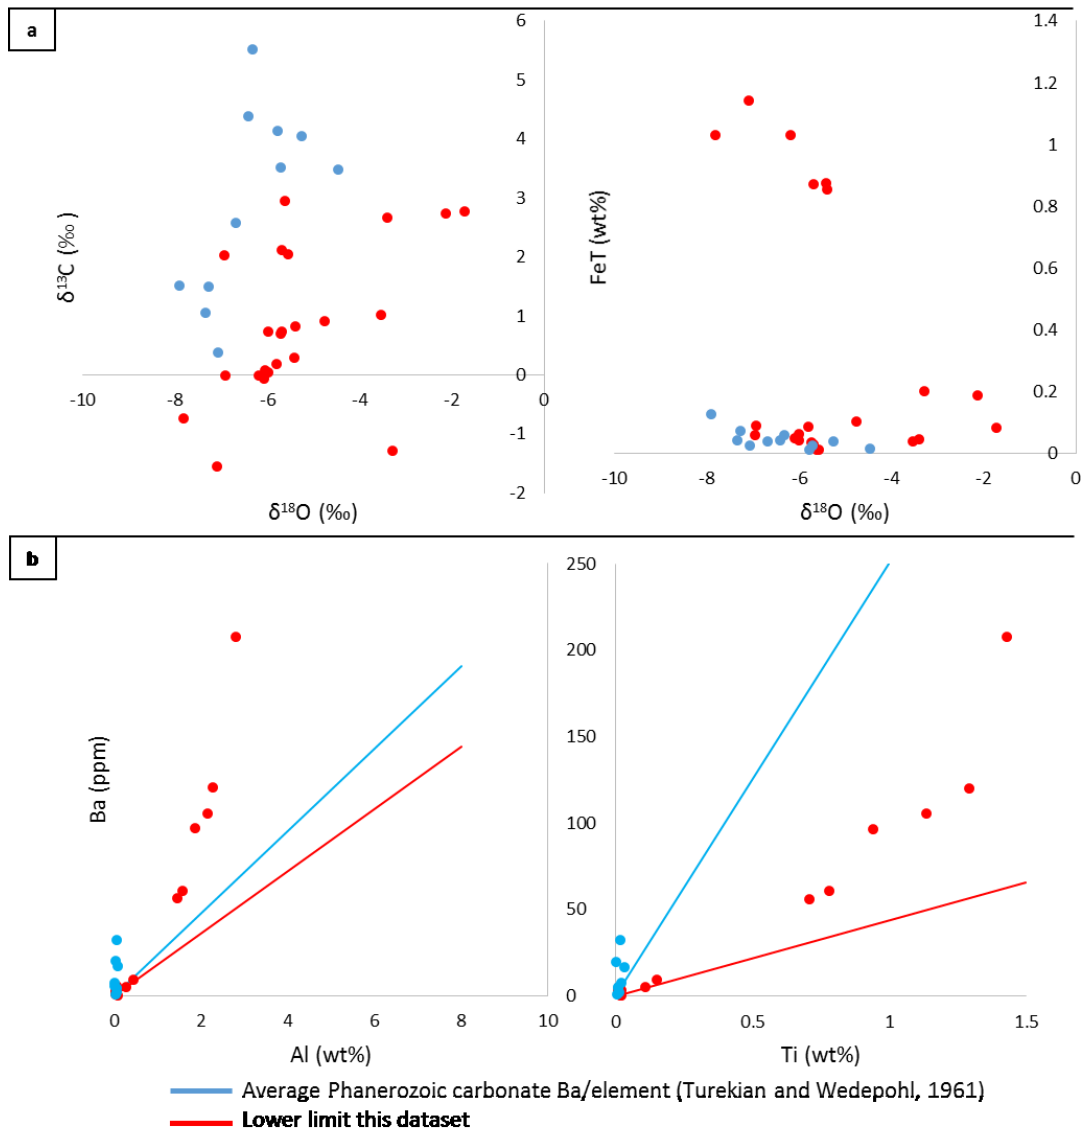 a
6
5
4
3
2
1
0
-1
-2
-10 -8 -6 -4 -2 0
δ¹³C (‰ )
δ¹⁸O (‰)
1.4
1.2
1
0.8
0.6
0.4
0.2
0
-10 -8 -6 -4 -2 0
FeT (wt%)
δ¹⁸O (‰)
b
Ba (ppm)
0 2 4 6 8 10
Al (wt%)
250
200
150
100
50
0
0 0.5 1 1.5
Ti (wt%)
Average Phanerozoic carbonate Ba/element (Turekian and Wedepohl, 1961)
Lower limit this dataset